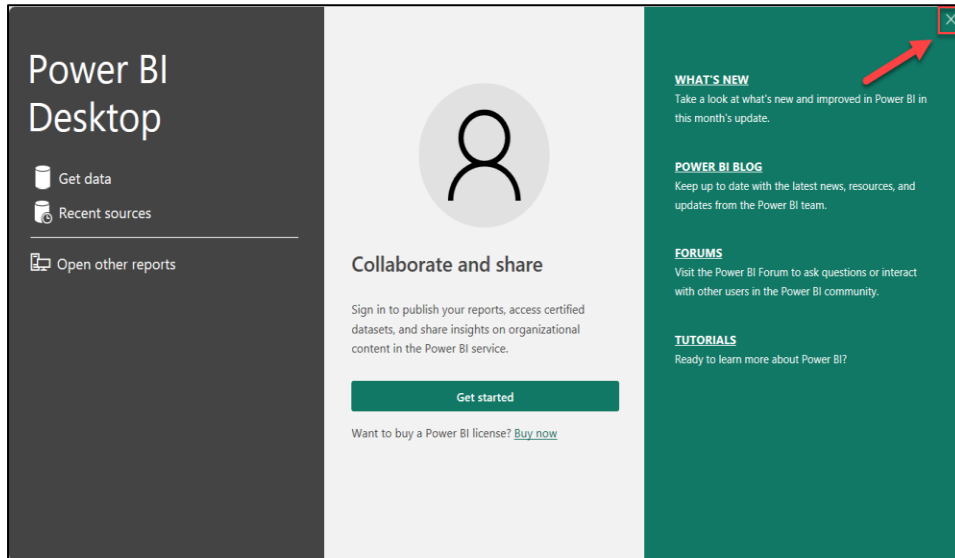 Power BI
Desktop
Get data
Recent sources
Open other reports
Collaborate and share
Sign in to publish your reports, access certified
datasets, and share insights on organizational
content in the Power BI service.
Get started
Want to buy a Power BI license? Buy now
WHAT'S NEW
Take a look at what's new and improved in Power BI in
this month's update.
POWER BI BLOG
Keep up to date with the latest news, resources, and
updates from the Power BI team.
FORUMS
Visit the Power BI Forum to ask questions or interact
with other users in the Power BI community.
TUTORIALS
Ready to learn more about Power BI?